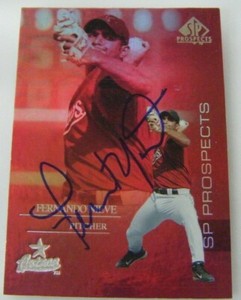 SP
PROSPECTS
SP PROSPECTS
FERNANDO NIEVE
PITCHER
Astros